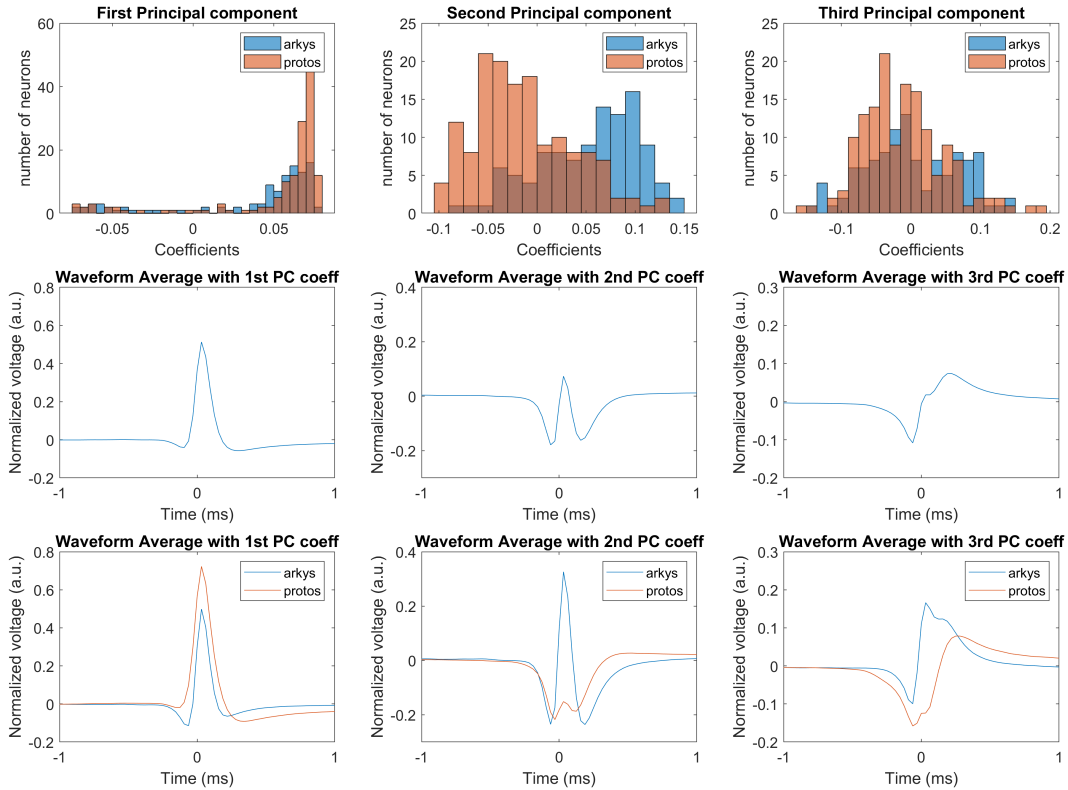 First Principal component
number of neurons
60
40
20
0
-0.05
0
0.05
Coefficients
arkys
protos
Second Principal component
number of neurons
25
20
15
10
5
0
-0.1
-0.05
0
0.05
0.1
0.15
Coefficients
arkys
protos
Third Principal component
number of neurons
25
20
15
10
5
0
-0.1
0
0.1
0.2
Coefficients
arkys
protos
Waveform Average with 1st PC coeff
Normalized voltage (a.u.)
0.8
0.6
0.4
0.2
0
-0.2
-1
0
1
Time (ms)
Waveform Average with 2nd PC coeff
Normalized voltage (a.u.)
0.4
0.2
0
-0.2
-1
0
1
Time (ms)
Waveform Average with 3rd PC coeff
Normalized voltage (a.u.)
0.3
0.2
0.1
0
-0.1
-0.2
-1
0
1
Time (ms)
Waveform Average with 1st PC coeff
Normalized voltage (a.u.)
0.8
0.6
0.4
0.2
0
-0.2
-1
0
1
Time (ms)
arkys
protos
Waveform Average with 2nd PC coeff
Normalized voltage (a.u.)
0.4
0.2
0
-0.2
-1
0
1
Time (ms)
arkys
protos
Waveform Average with 3rd PC coeff
Normalized voltage (a.u.)
0.3
0.2
0.1
0
-0.1
-0.2
-1
0
1
Time (ms)
arkys
protos